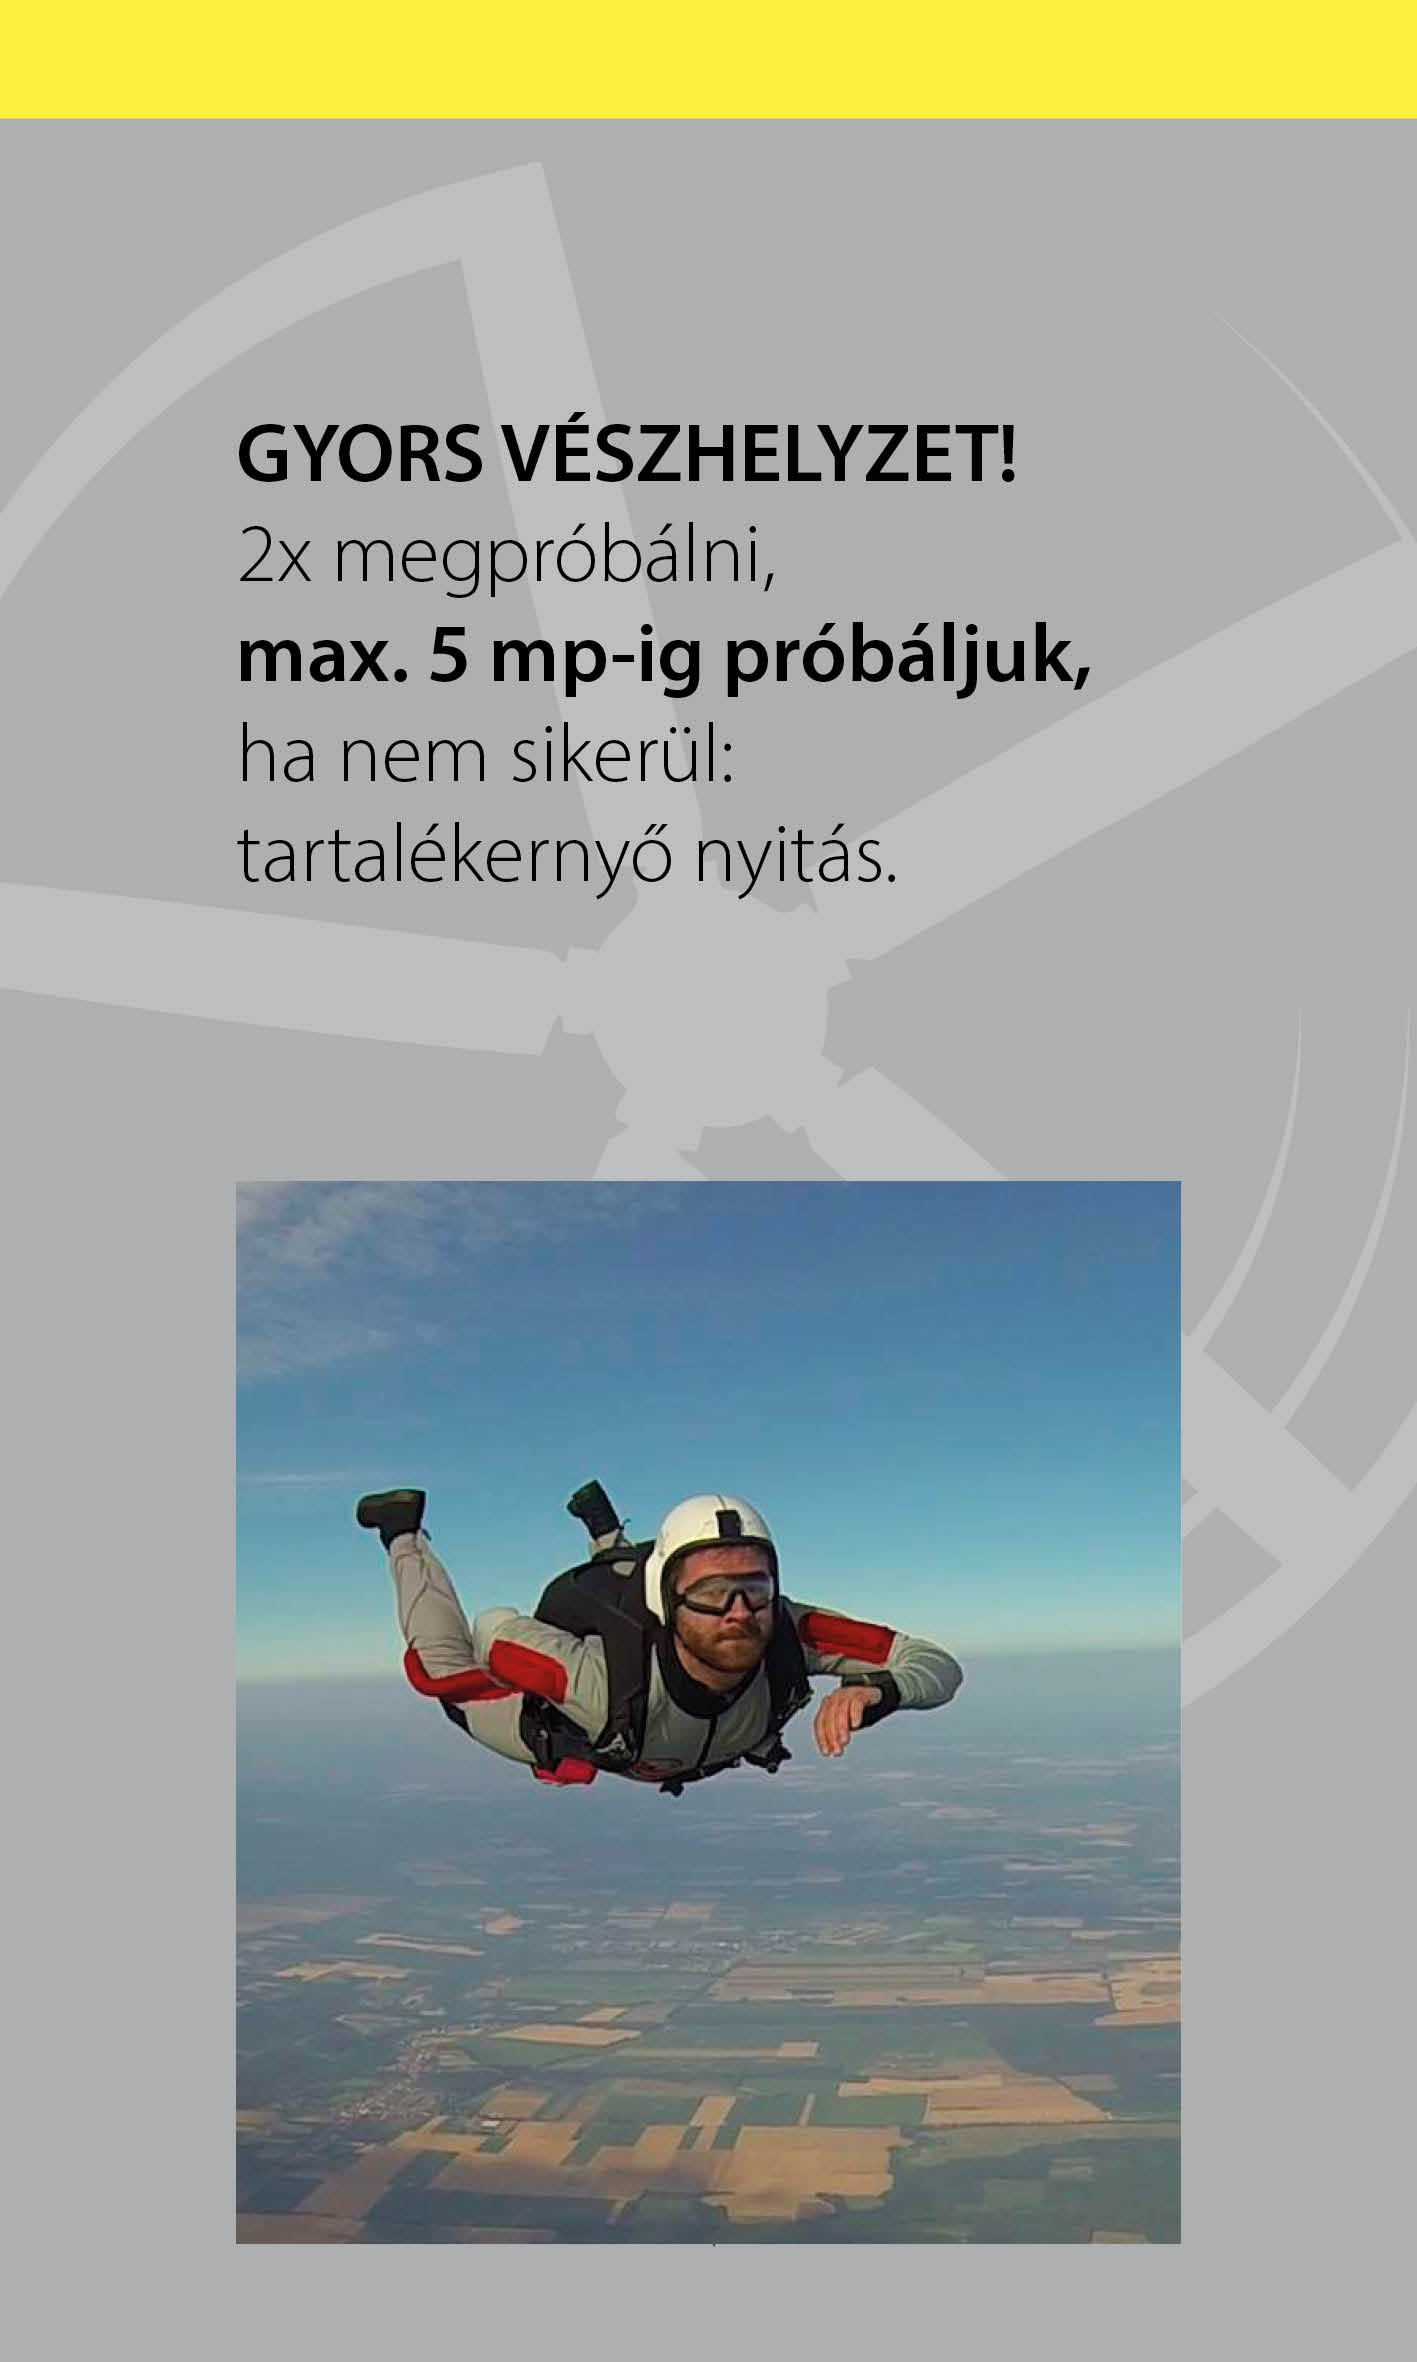 GYORS VÉSZHELYZET!
2x megpróbálni,
max. 5 mp-ig próbáljuk,
ha nem sikerül:
tartalékernyő nyitás.